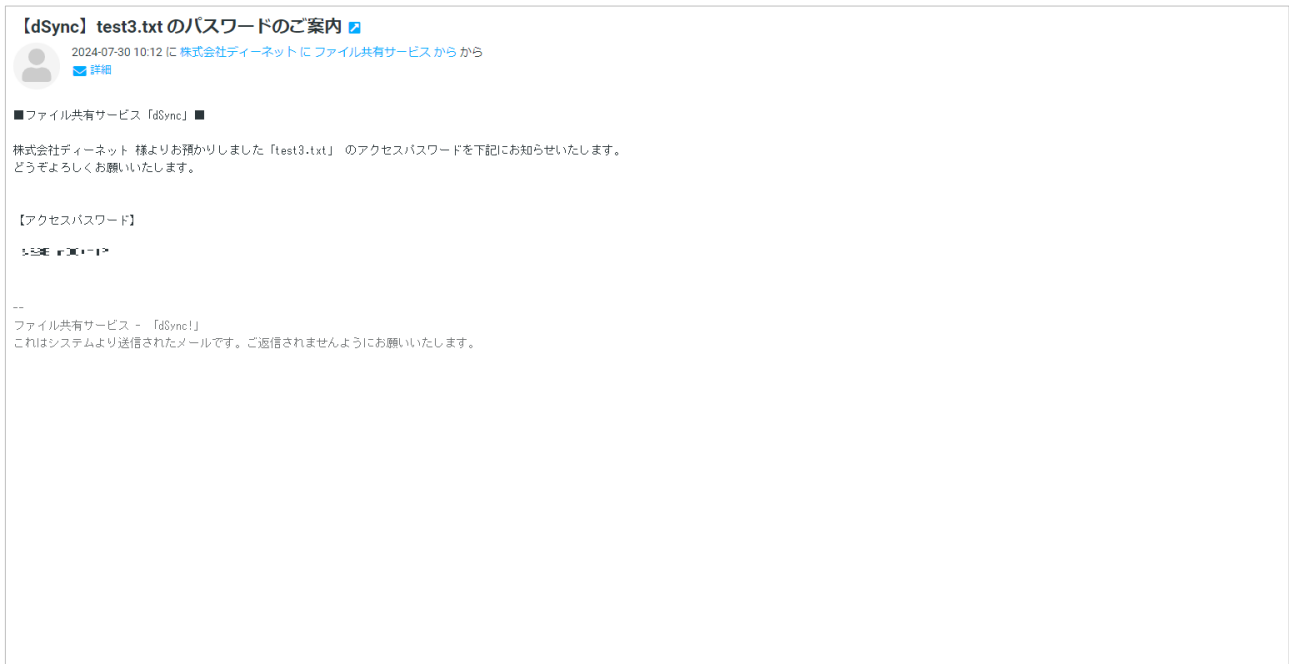 【dSync】test3.txt のパスワードのご案内
2024-07-30 10:12 に 株式会社ディーネット に ファイル共有サービス から から
詳細
■ファイル共有サービス「dSync」■
株式会社ディーネット 様よりお預かりしました「test3.txt」 のアクセスパスワードを下記にお知らせいたします。
どうぞよろしくお願いいたします。
【アクセスパスワード】
--
ファイル共有サービス - 「dSync!」
これはシステムより送信されたメールです。ご返信されませんようにお願いいたします。